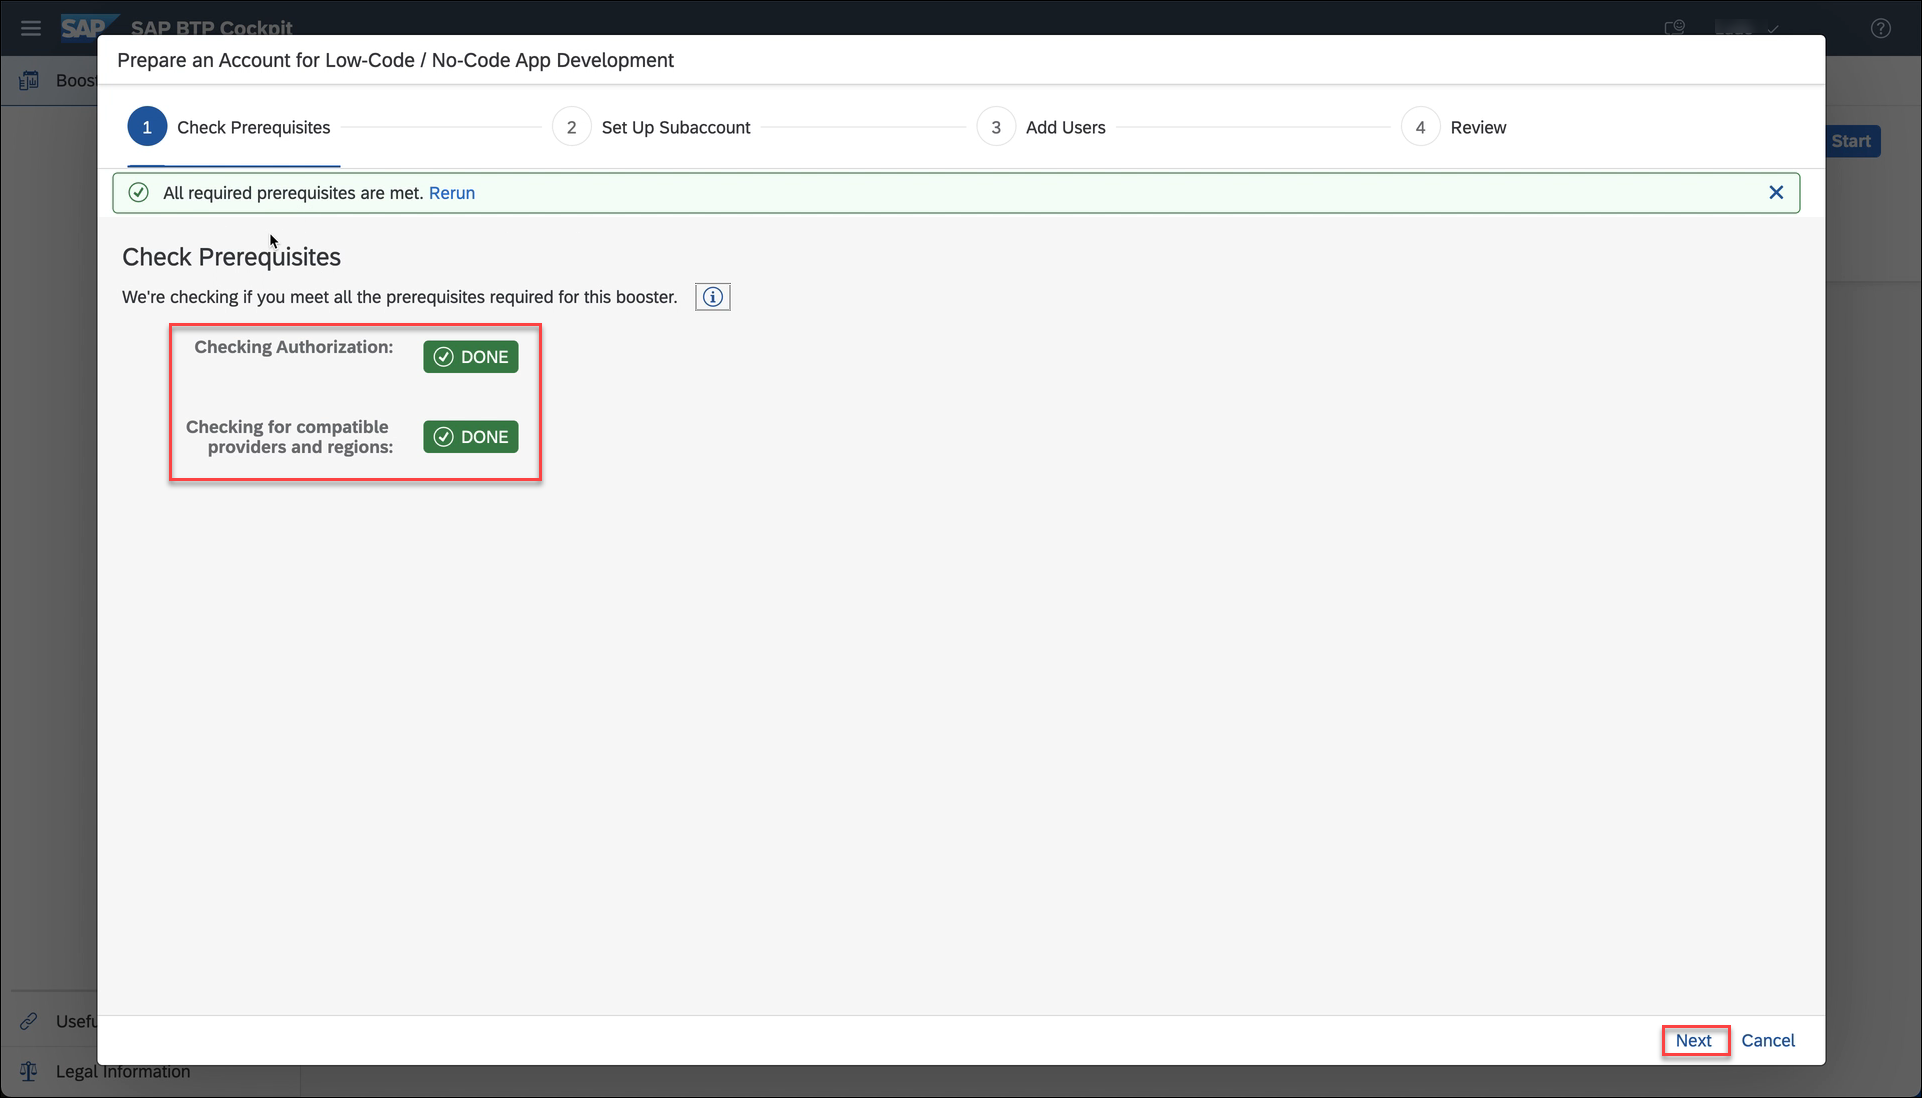 SAP SAP BTP Cockpit
Prepare an Account for Low-Code / No-Code App Development
Boost
1 Check Prerequisites 2 Set Up Subaccount 3 Add Users 4 Review
Start
All required prerequisites are met. Rerun
Check Prerequisites
We're checking if you meet all the prerequisites required for this booster.
Checking Authorization: DONE
Checking for compatible
providers and regions: DONE
Usefu
Next Cancel
Legal Information